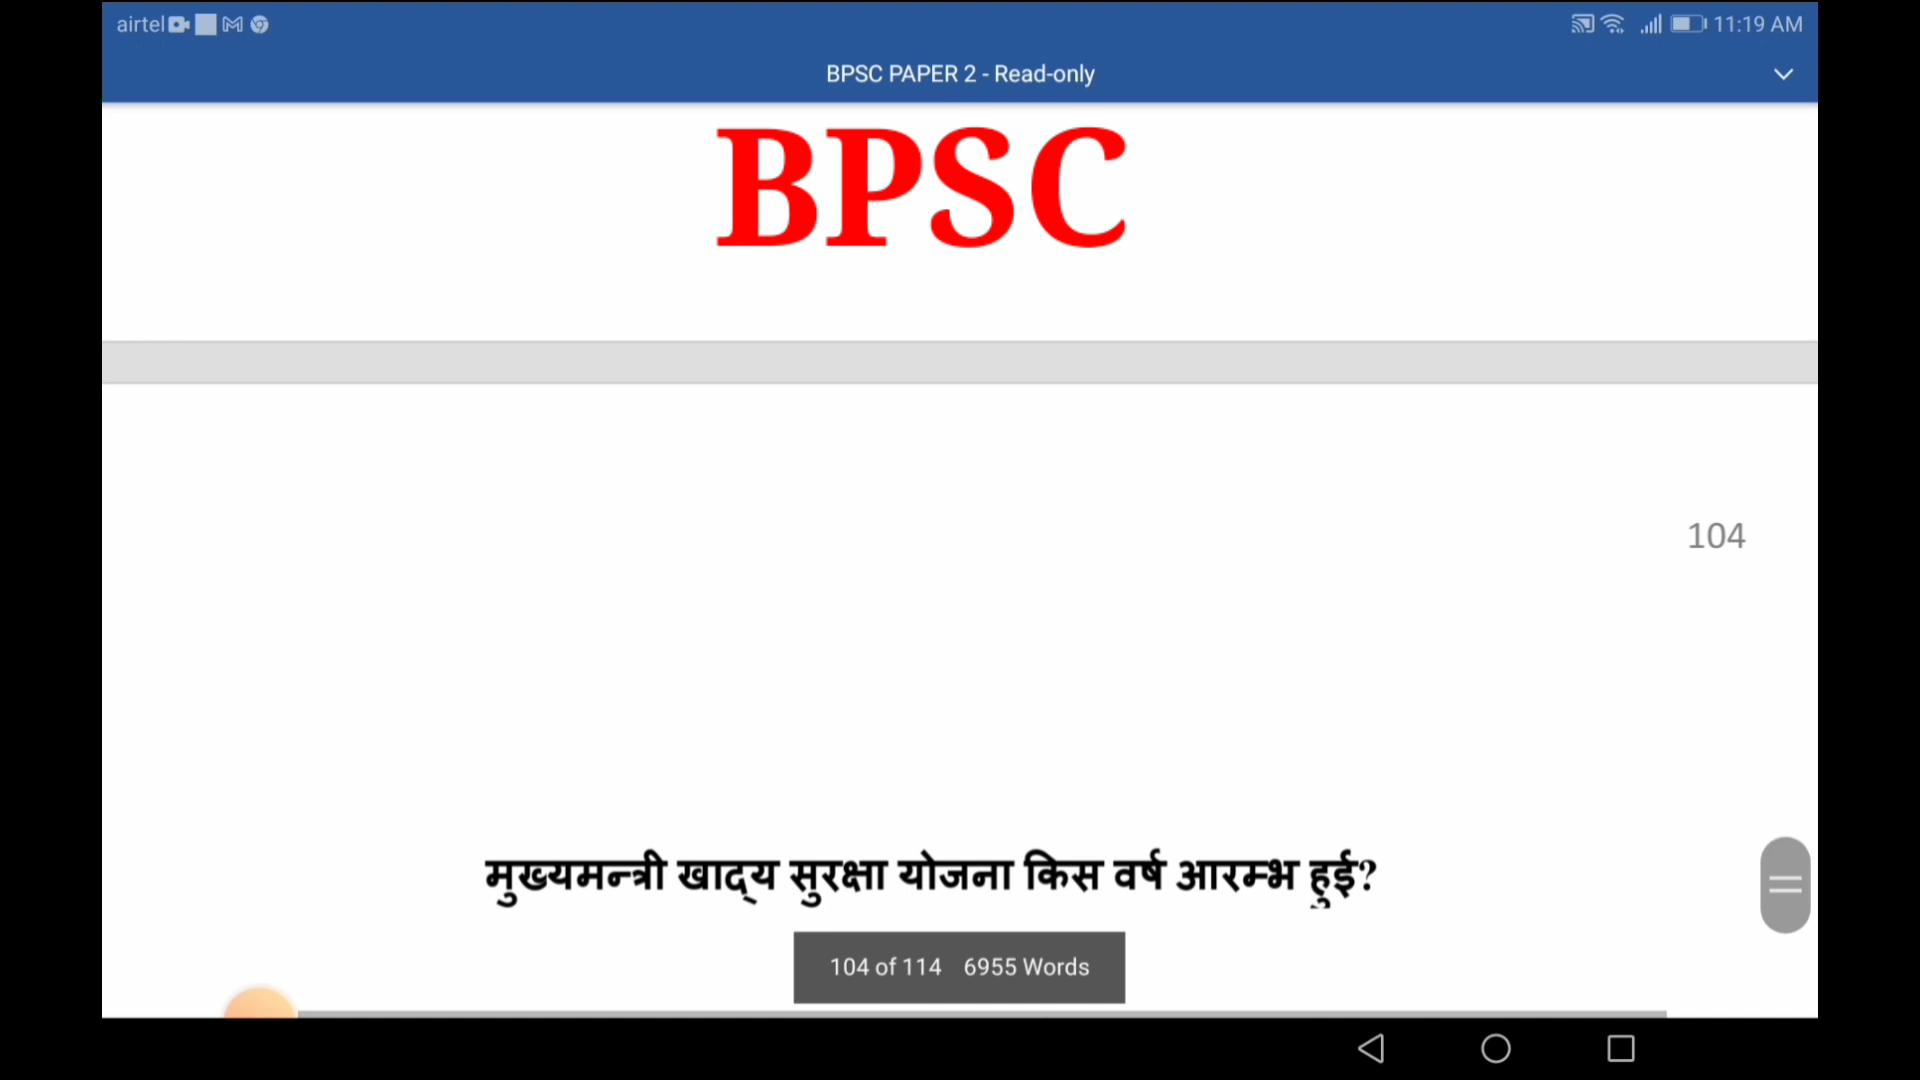 airtel 11:19 AM
BPSC PAPER 2 - Read-only
BPSC
104
मुख्यमन्त्री खाद्य सुरक्षा योजना किस वर्ष आरम्भ हुई?
104 of 114 6955 Words